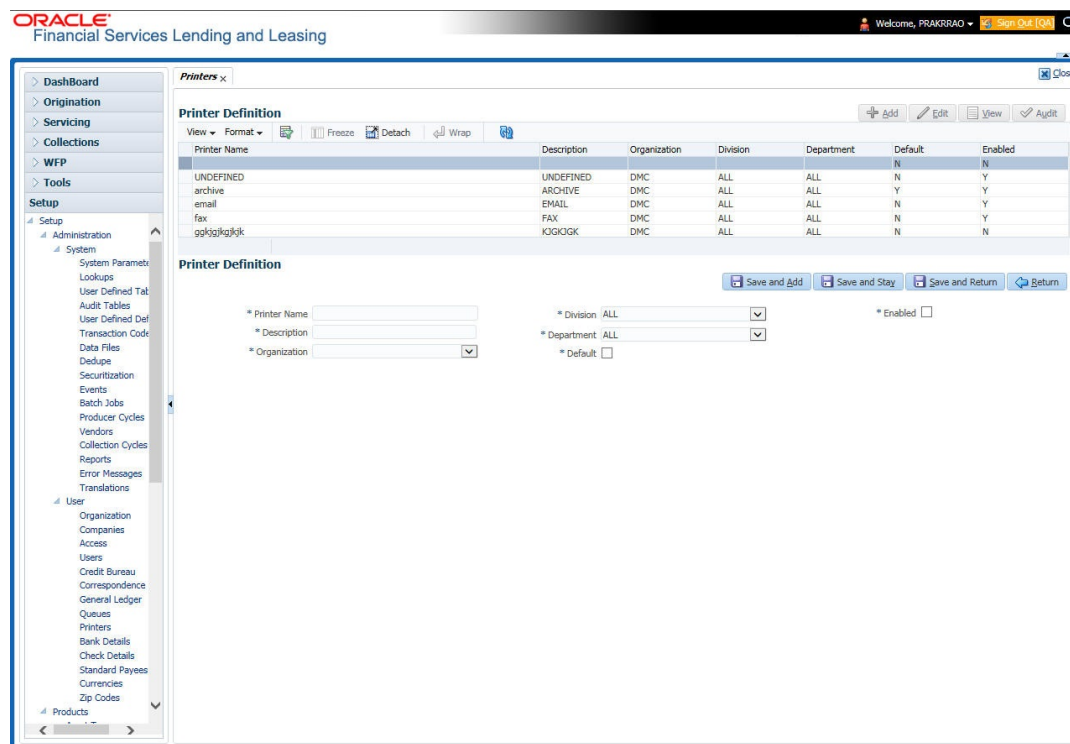 ORACLE®
Financial Services Lending and Leasing
Welcome, PRAKRRAO
Sign Out [QA]
Printers x
Clos
DashBoard
Origination
Servicing
Collections
WFP
Tools
Setup
Setup
Administration
System
System Paramete
Lookups
User Defined Tab
Audit Tables
User Defined Def
Transaction Code
Data Files
Dedupe
Securitization
Events
Batch Jobs
Producer Cycles
Vendors
Collection Cycles
Reports
Error Messages
Translations
User
Organization
Companies
Access
Users
Credit Bureau
Correspondence
General Ledger
Queues
Printers
Bank Details
Check Details
Standard Payees
Currencies
Zip Codes
Products
Printer Definition
Add Edit View Audit
View Format Freeze Detach Wrap
Printer Name Description Organization Division Department Default Enabled
N N
UNDEFINED UNDEFINED DMC ALL ALL N Y
archive ARCHIVE DMC ALL ALL Y Y
email EMAIL DMC ALL ALL N Y
fax FAX DMC ALL ALL N Y
ggkjgjkgjkjk KJGKJGK DMC ALL ALL N N
Printer Definition
Save and Add Save and Stay Save and Return Return
* Printer Name * Division ALL * Enabled
* Description * Department ALL
* Organization * Default